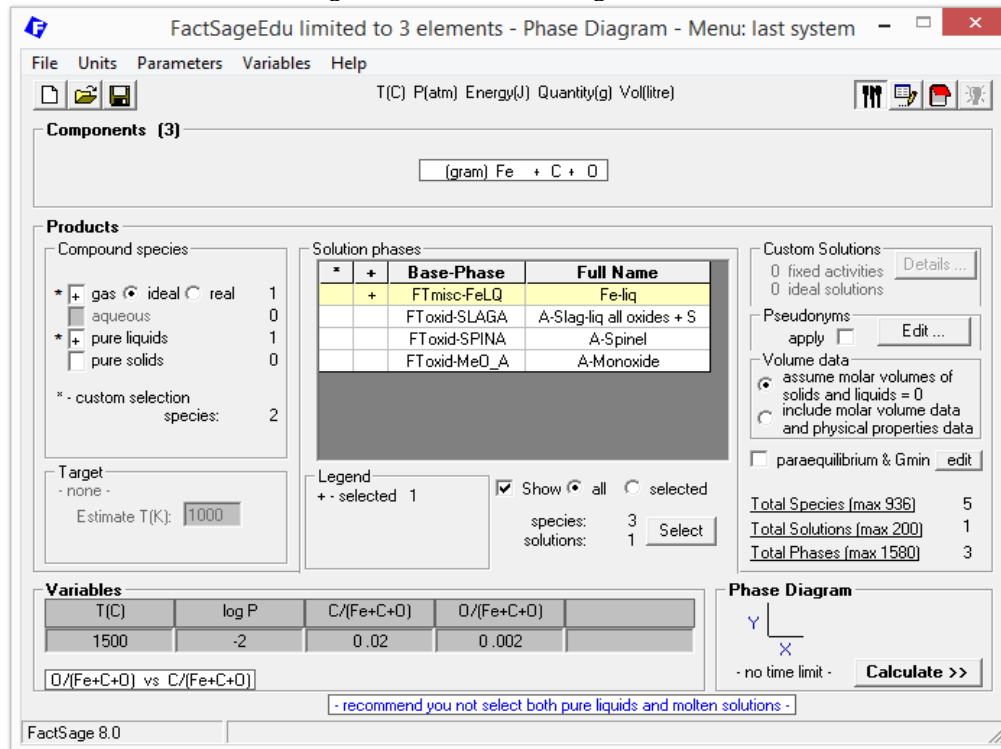 FactSageEdu limited to 3 elements - Phase Diagram - Menu: last system
File Units Parameters Variables Help
T(C) P(atm) Energy(J) Quantity(g) Vol(litre)
Components (3)
(gram) Fe + C + O
Products
Compound species
* + gas ideal real 1
aqueous 0
* + pure liquids 1
pure solids 0
* - custom selection
species: 2
Target
- none -
Estimate T(K): 1000
Solution phases
* + Base-Phase Full Name
+ FTmisc-FeLQ Fe-liq
FToxid-SLAGA A-Slag-liq all oxides + S
FToxid-SPINA A-Spinel
FToxid-MeO_A A-Monoxide
Legend
+ - selected 1
Show all selected
species: 3
solutions: 1
Select
Custom Solutions
0 fixed activities
0 ideal solutions
Details ...
Pseudonyms
apply
Edit ...
Volume data
assume molar volumes of
solids and liquids = 0
include molar volume data
and physical properties data
paraequilibrium & Gmin edit
Total Species (max 936) 5
Total Solutions (max 200) 1
Total Phases (max 1580) 3
Variables
T(C) log P C/(Fe+C+O) O/(Fe+C+O)
1500 -2 0.02 0.002
O/(Fe+C+O) vs C/(Fe+C+O)
Phase Diagram
Y
X
- no time limit - Calculate >>
- recommend you not select both pure liquids and molten solutions -
FactSage 8.0